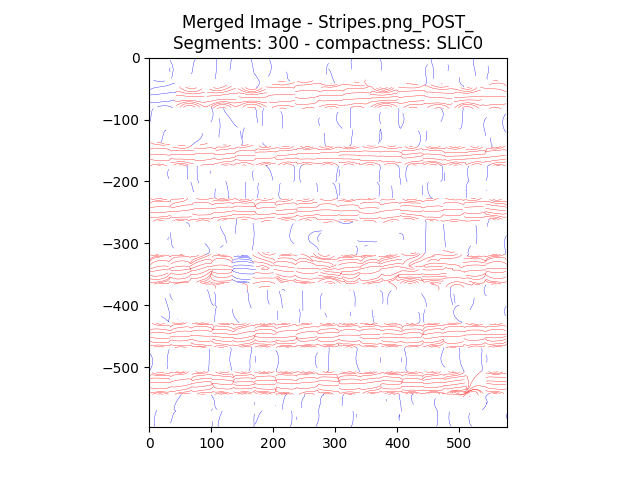 Merged Image - Stripes.png_POST_
Segments: 300 - compactness: SLIC0
0
−100
−200
−300
−400
−500
0 100 200 300 400 500